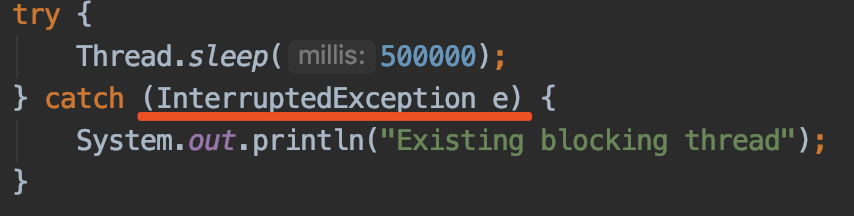 try {
Thread.sleep( millis: 500000);
} catch (InterruptedException e) {
System.out.println("Existing blocking thread");
}